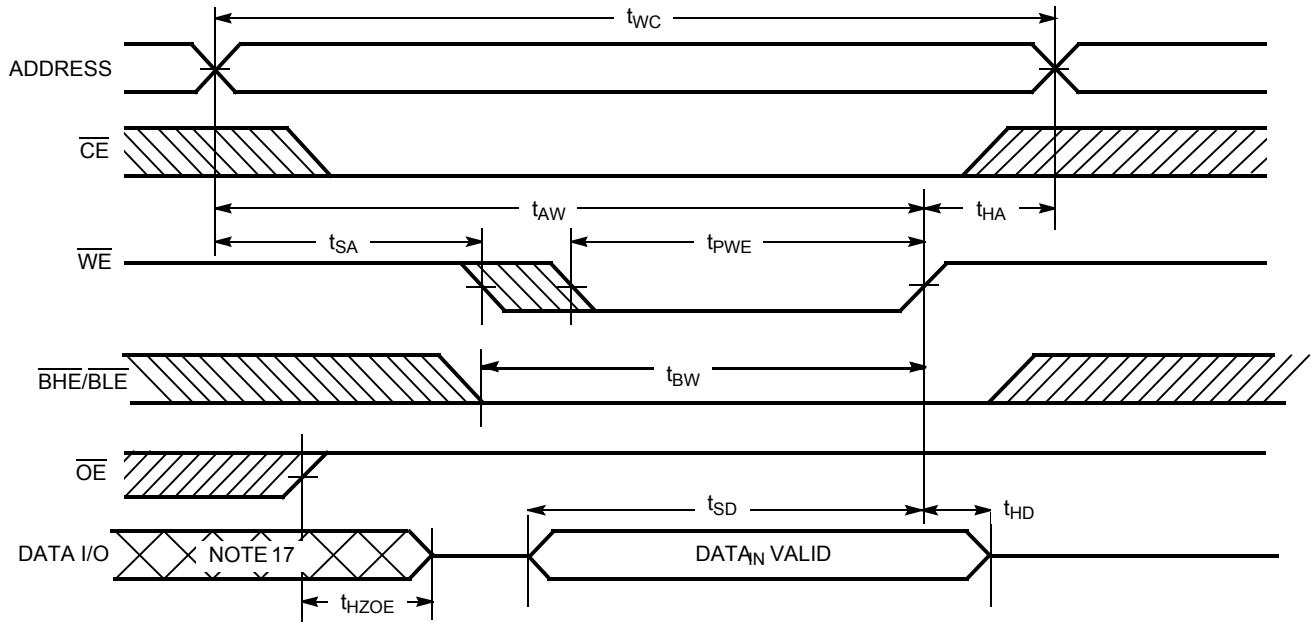 tWC
ADDRESS
CE
tAW
tHA
tSA
tPWE
WE
tBW
BHE/BLE
OE
tSD
tHD
DATA I/O
NOTE 17
DATAIN VALID
tHZOE